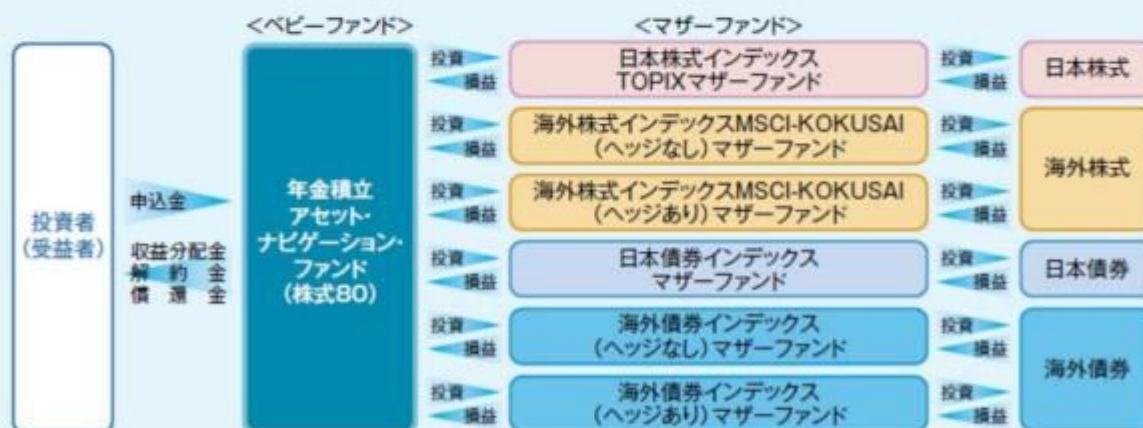 <ベビーファンド>
<マザーファンド>
投資者
(受益者)
申込金
収益分配金
解約金
償還金
年金積立
アセット・
ナビゲーション・
ファンド
(株式80)
投資
損益
日本株式インデックス
TOPIXマザーファンド
投資
損益
日本株式
投資
損益
海外株式インデックスMSCI-KOKUSAI
(ヘッジなし)マザーファンド
投資
損益
投資
損益
海外株式インデックスMSCI-KOKUSAI
(ヘッジあり)マザーファンド
投資
損益
海外株式
投資
損益
日本債券インデックス
マザーファンド
投資
損益
日本債券
投資
損益
海外債券インデックス
(ヘッジなし)マザーファンド
投資
損益
投資
損益
海外債券インデックス
(ヘッジあり)マザーファンド
投資
損益
海外債券